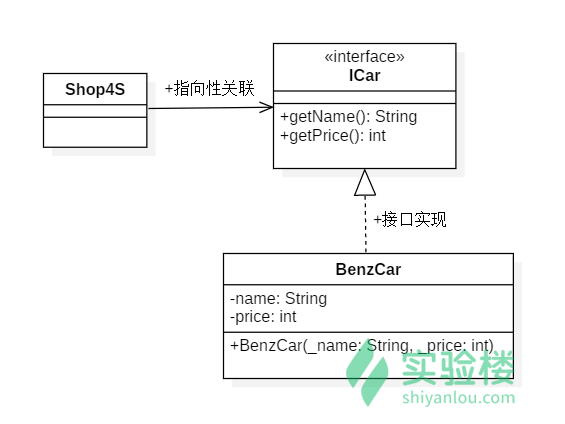 «interface»
ICar
Shop4S
+指向性关联
+getName(): String
+getPrice(): int
+接口实现
BenzCar
-name: String
-price: int
+BenzCar(_name: String, _price: int)
实验楼
shiyanlou.com